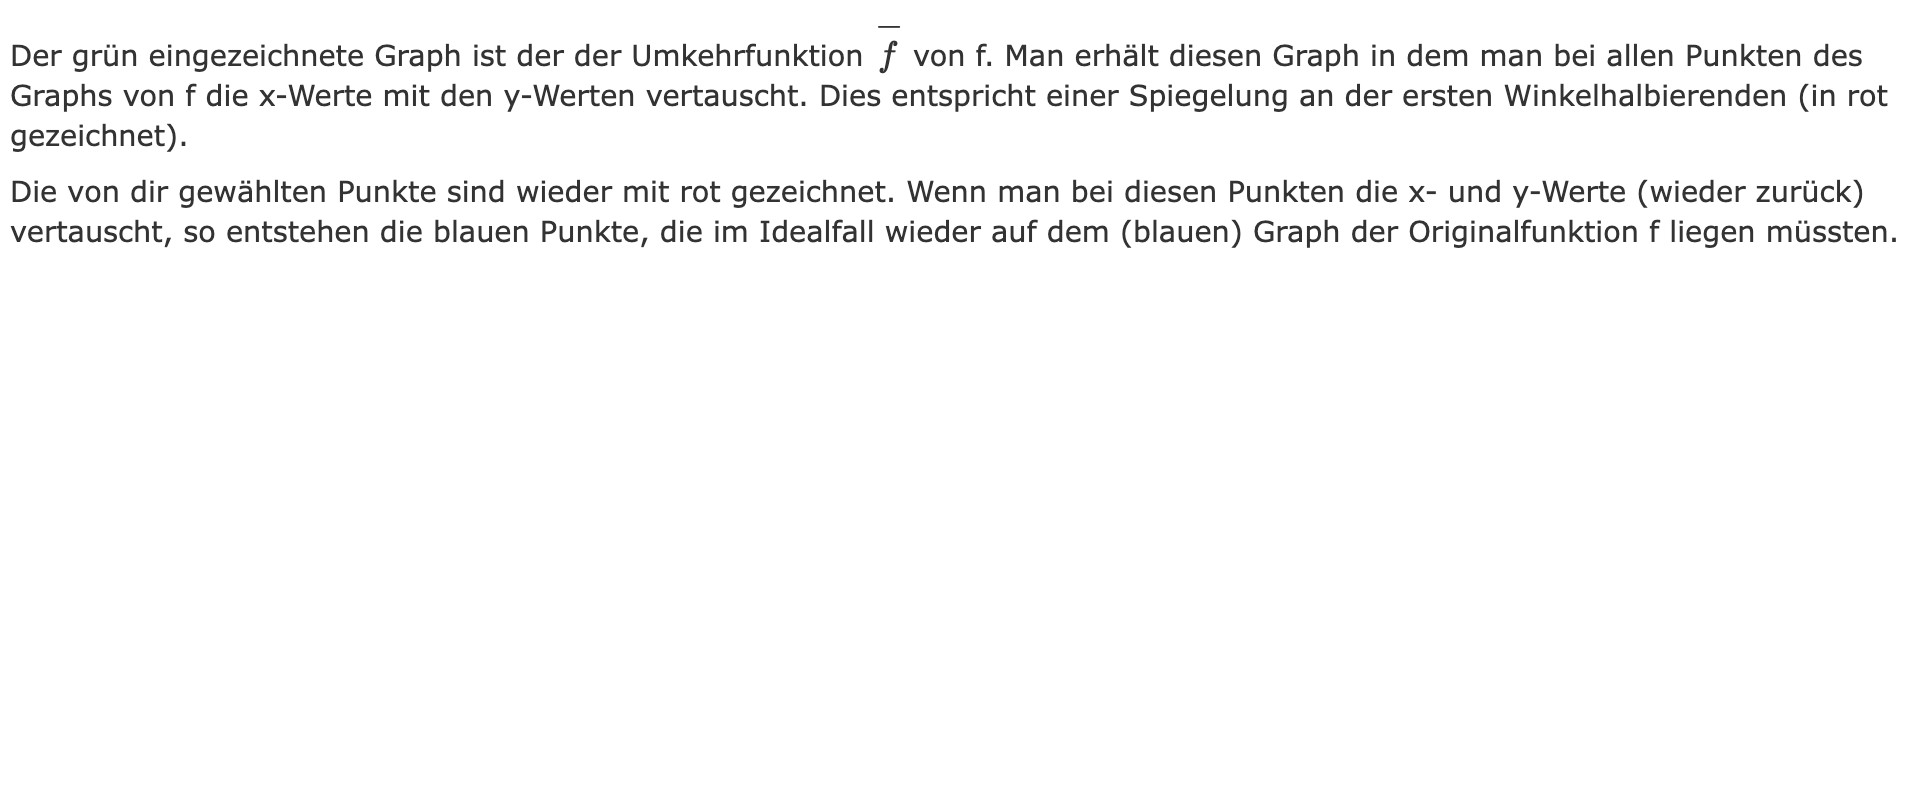 Der grün eingezeichnete Graph ist der der Umkehrfunktion $\overline{f}$ von f. Man erhält diesen Graph in dem man bei allen Punkten des
Graphs von f die x-Werte mit den y-Werten vertauscht. Dies entspricht einer Spiegelung an der ersten Winkelhalbierenden (in rot
gezeichnet).
Die von dir gewählten Punkte sind wieder mit rot gezeichnet. Wenn man bei diesen Punkten die x- und y-Werte (wieder zurück)
vertauscht, so entstehen die blauen Punkte, die im Idealfall wieder auf dem (blauen) Graph der Originalfunktion f liegen müssten.